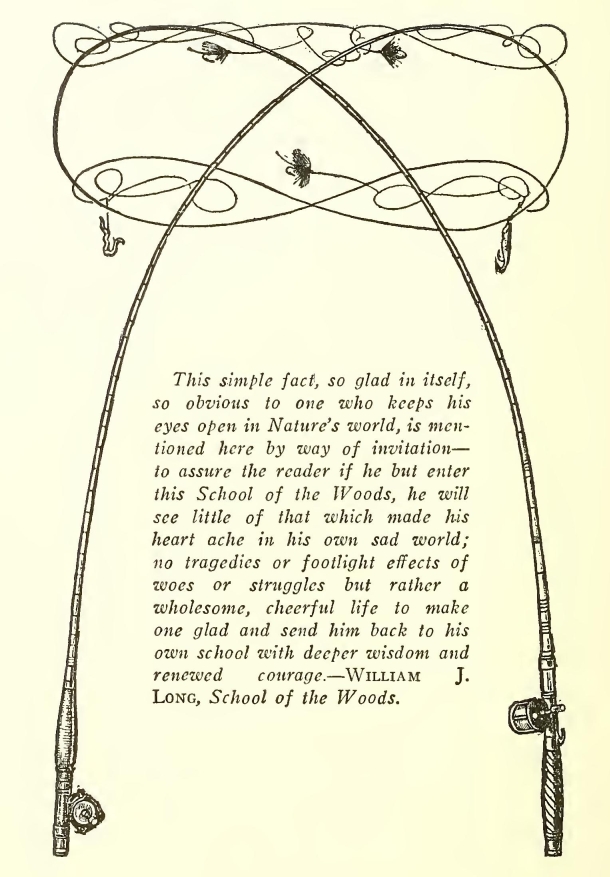 This simple fact, so glad in itself,
so obvious to one who keeps his
eyes open in Nature's world, is men-
tioned here by way of invitation—
to assure the reader if he but enter
this School of the Woods, he will
see little of that which made his
heart ache in his own sad world;
no tragedies or footlight effects of
woes or struggles but rather a
wholesome, cheerful life to make
one glad and send him back to his
own school with deeper wisdom and
renewed courage.—WILLIAM J.
LONG, School of the Woods.